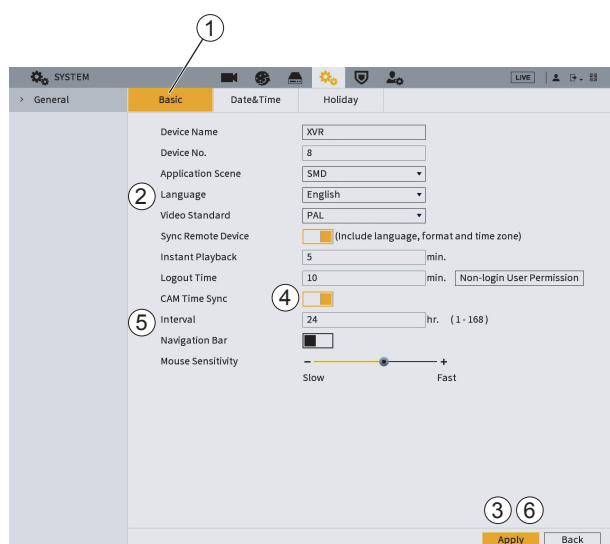 1
SYSTEM LIVE
General Basic Date&Time Holiday
Device Name XVR
Device No. 8
Application Scene SMD
2 Language English
Video Standard PAL
Sync Remote Device (Include language, format and time zone)
Instant Playback 5 min.
Logout Time 10 min. Non-login User Permission
CAM Time Sync 4
5 Interval 24 hr. (1-168)
Navigation Bar
Mouse Sensitivity − +
Slow Fast
3 6
Apply Back